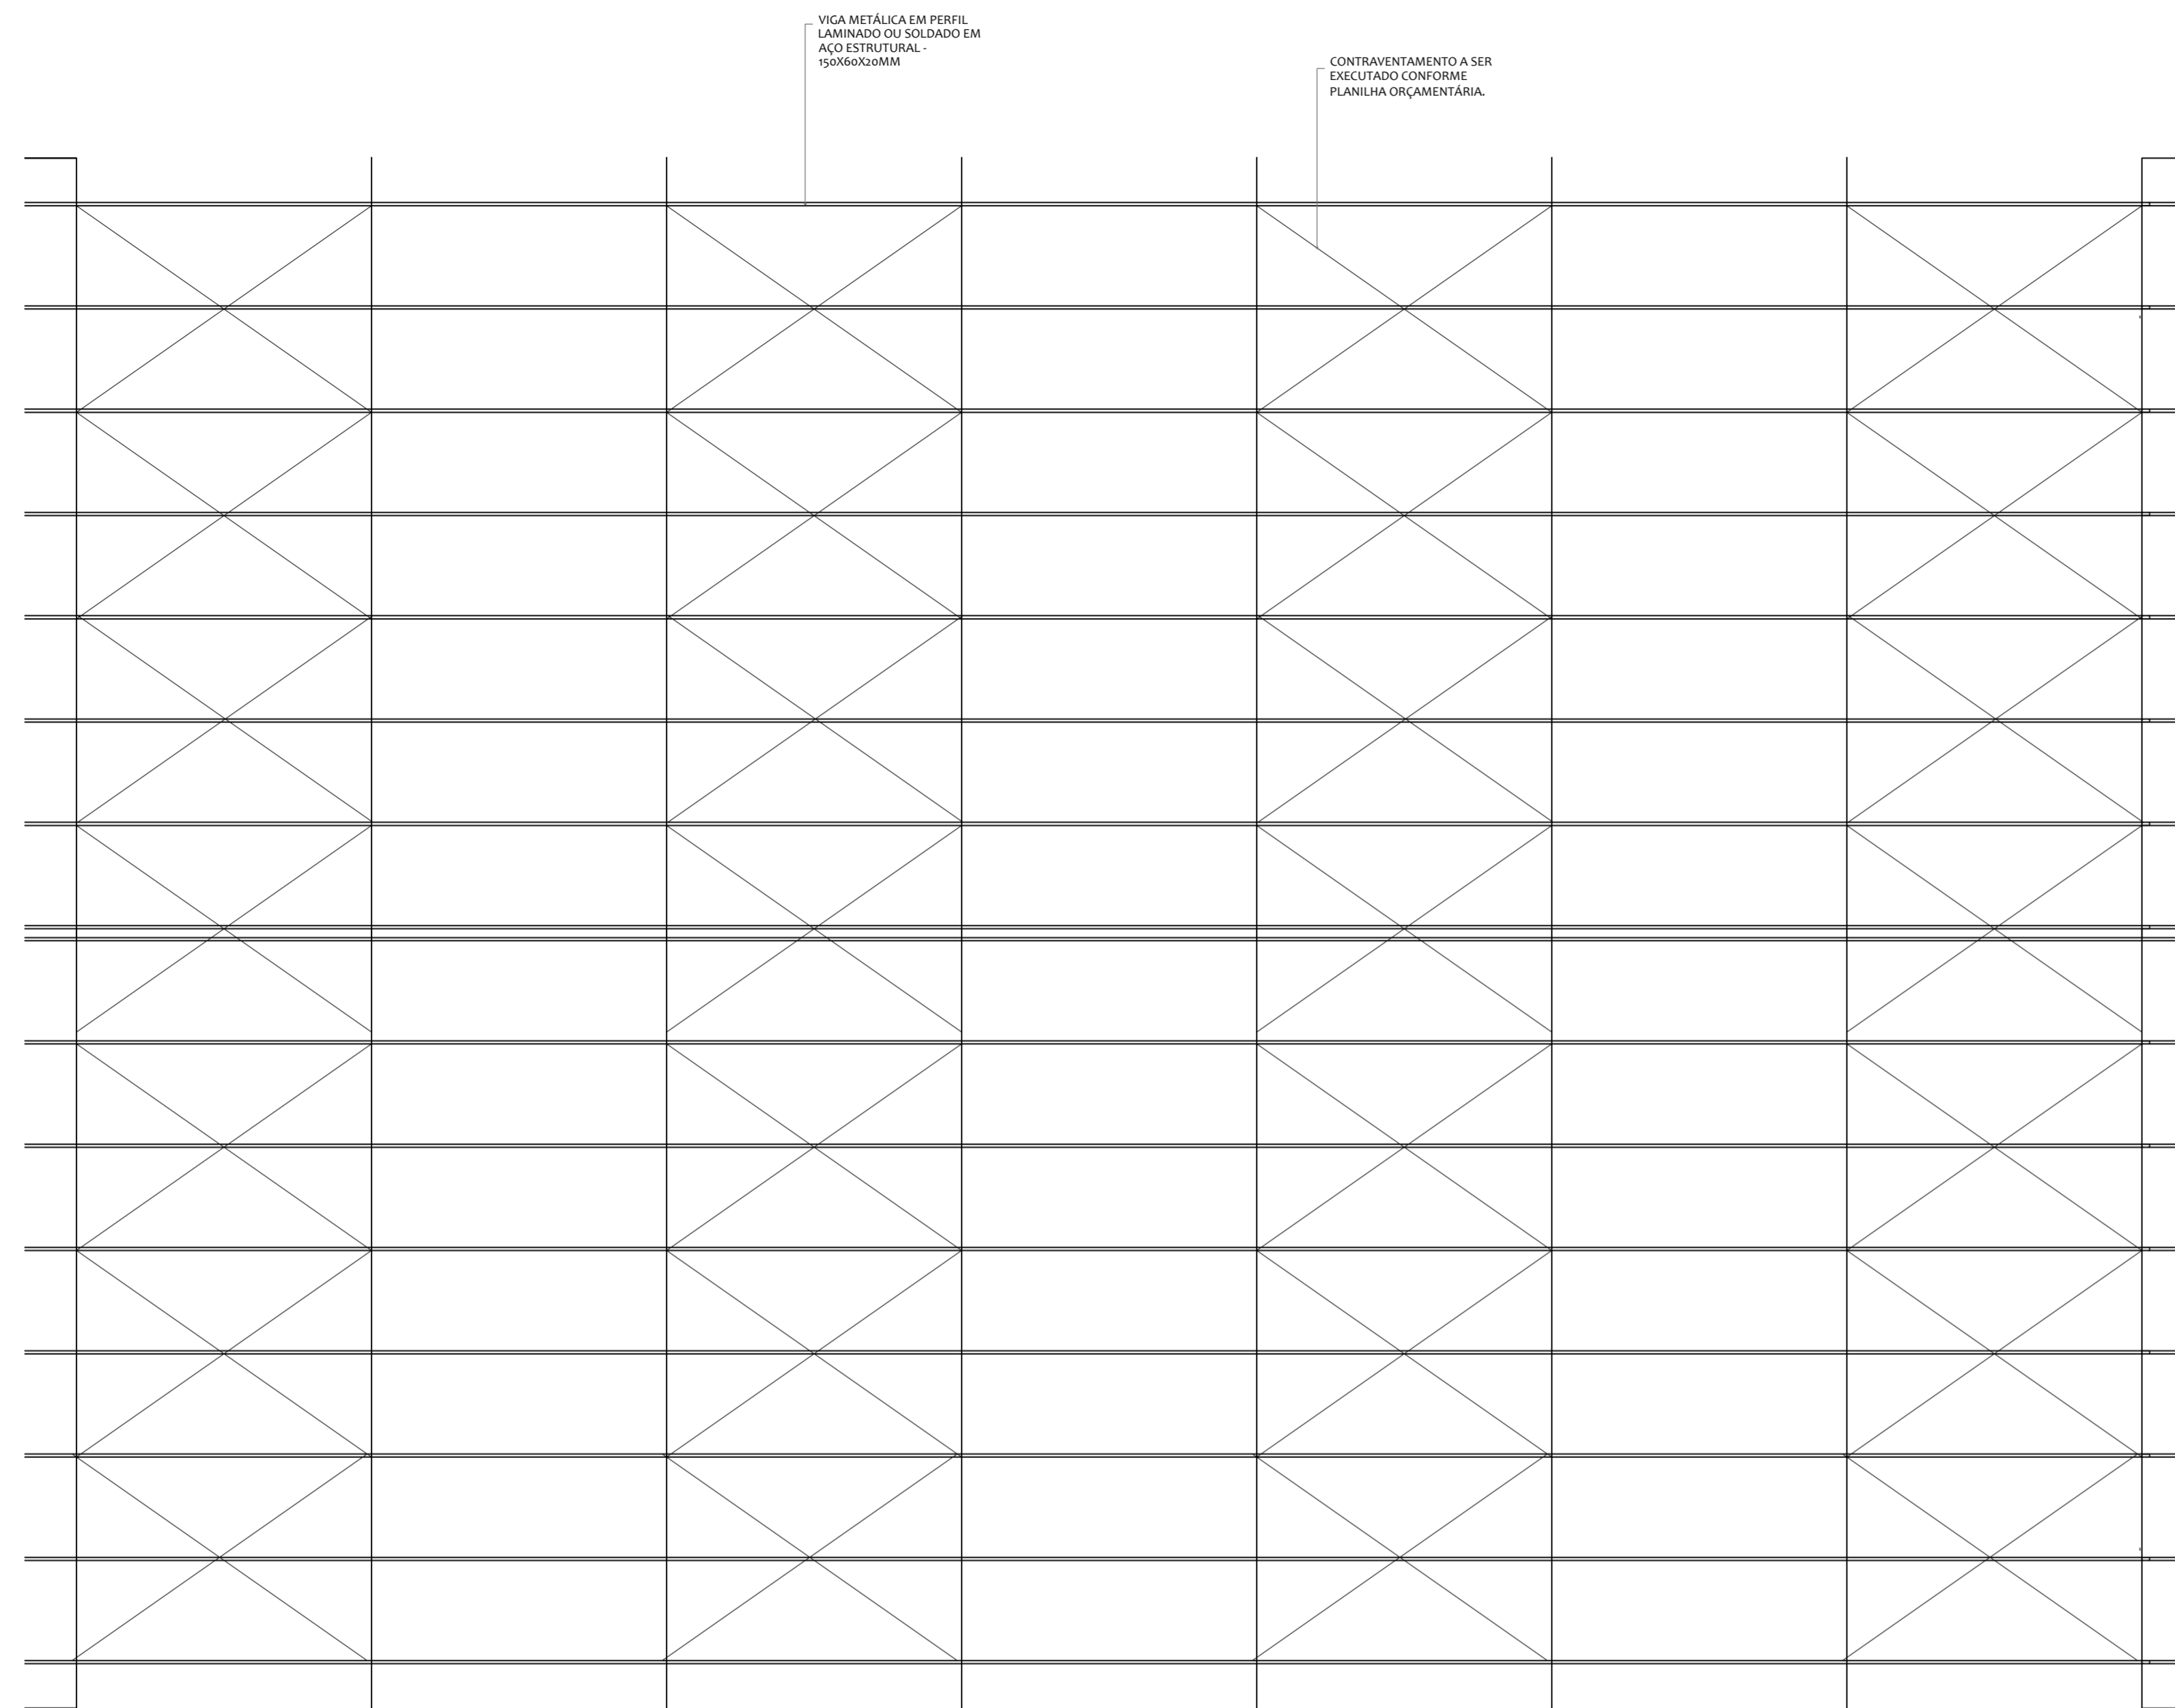 VIGA METÁLICA EM PERFIL
LAMINADO OU SOLDADO EM
AÇO ESTRUTURAL -
150X60X20MM
CONTRAVENTAMENTO A SER
EXECUTADO CONFORME
PLANILHA ORÇAMENTÁRIA.